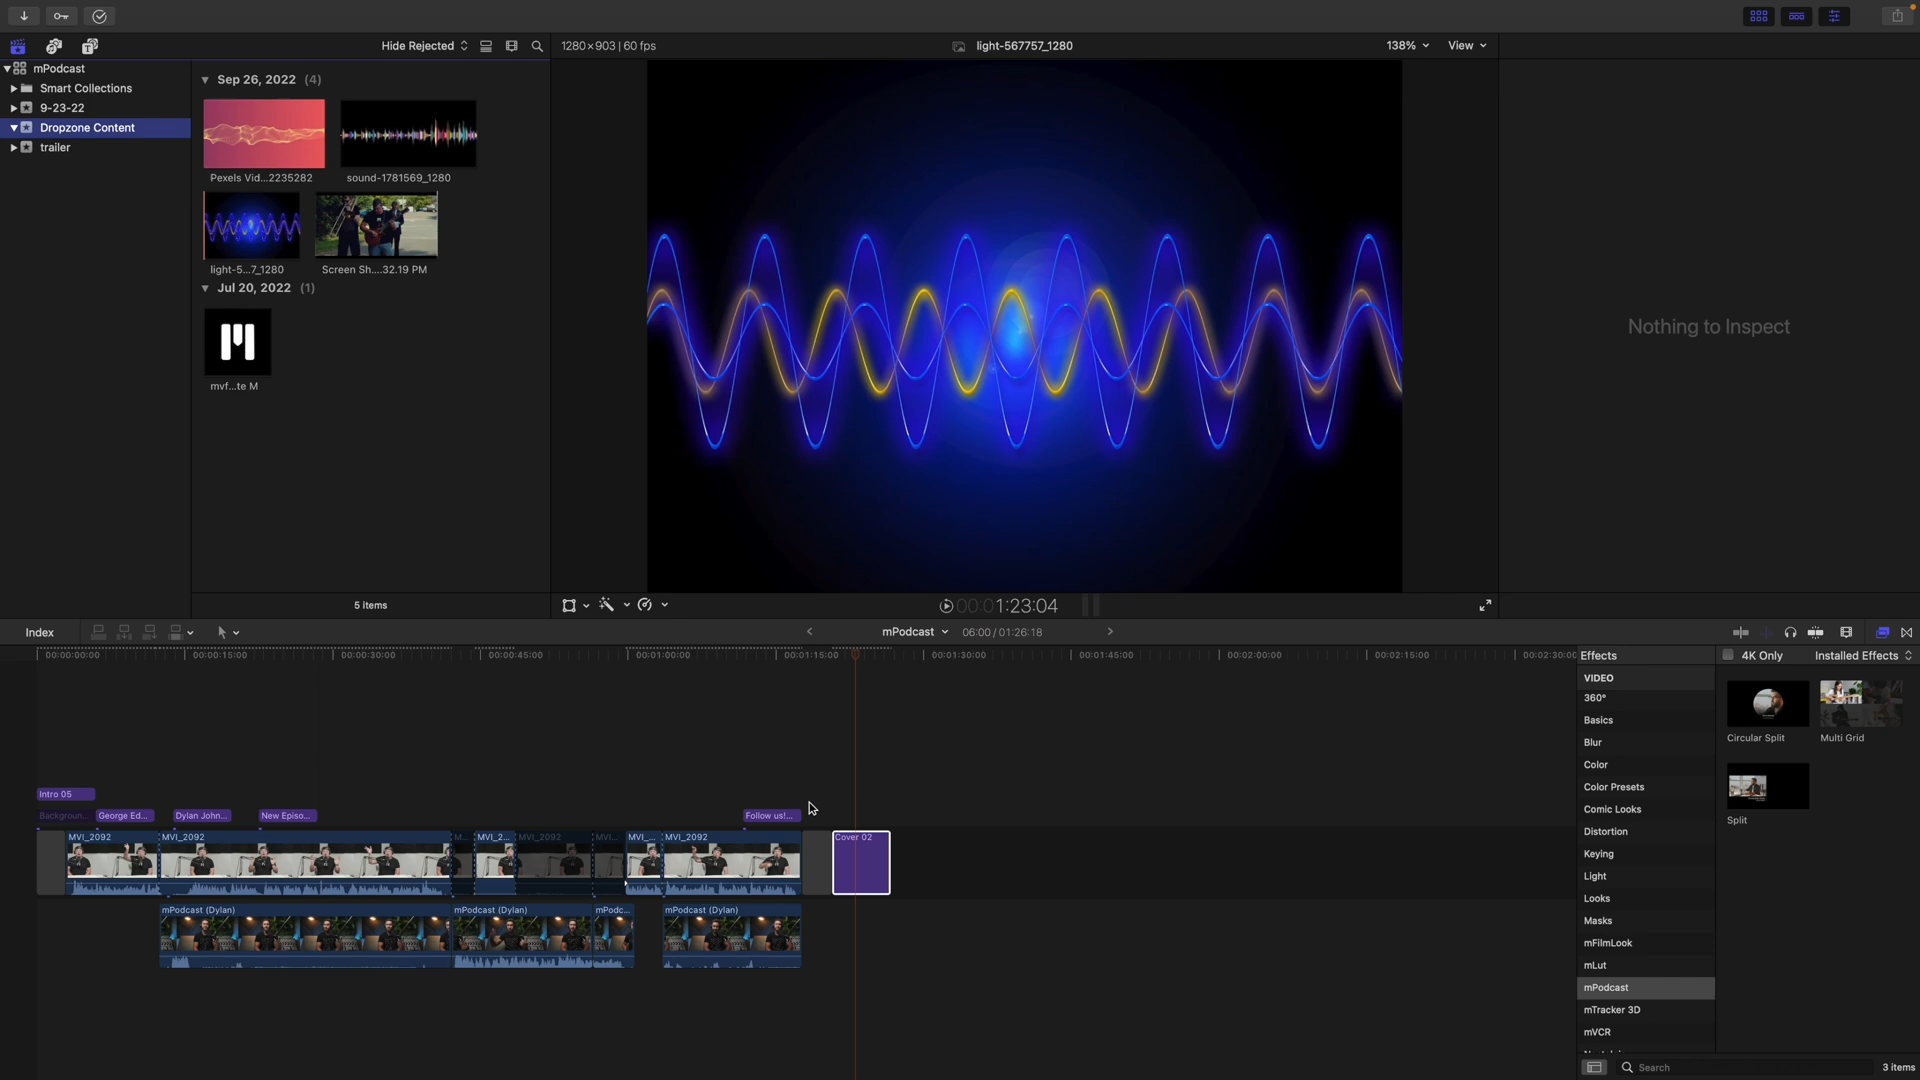 Hide Rejected
1280×903 | 60 fps
light-567757_1280
138%
View
mPodcast
Smart Collections
9-23-22
Dropzone Content
trailer
Sep 26, 2022 (4)
Pexels Vid...2235282
sound-1781569_1280
light-5...7_1280
Screen Sh....32.19 PM
Jul 20, 2022 (1)
mvf...te M
5 items
Nothing to Inspect
00:01:23:04
Index
mPodcast
06:00 / 01:26:18
00:00:00:00
00:00:15:00
00:00:30:00
00:00:45:00
00:01:00:00
00:01:15:00
00:01:30:00
00:01:45:00
00:02:00:00
00:02:15:00
00:02:30:00
Intro 05
Backgroun...
George Ed...
Dylan John...
New Episo...
Follow us!...
MVI_2092
MVI_2092
M...
MVI_2...
MVI_2092
MVI...
MVI_...
MVI_2092
Cover 02
mPodcast (Dylan)
mPodcast (Dylan)
mPodc...
mPodcast (Dylan)
Effects
4K Only
Installed Effects
VIDEO
360°
Basics
Blur
Color
Color Presets
Comic Looks
Distortion
Keying
Light
Looks
Masks
mFilmLook
mLut
mPodcast
mTracker 3D
mVCR
Circular Split
Multi Grid
Split
Search
3 items